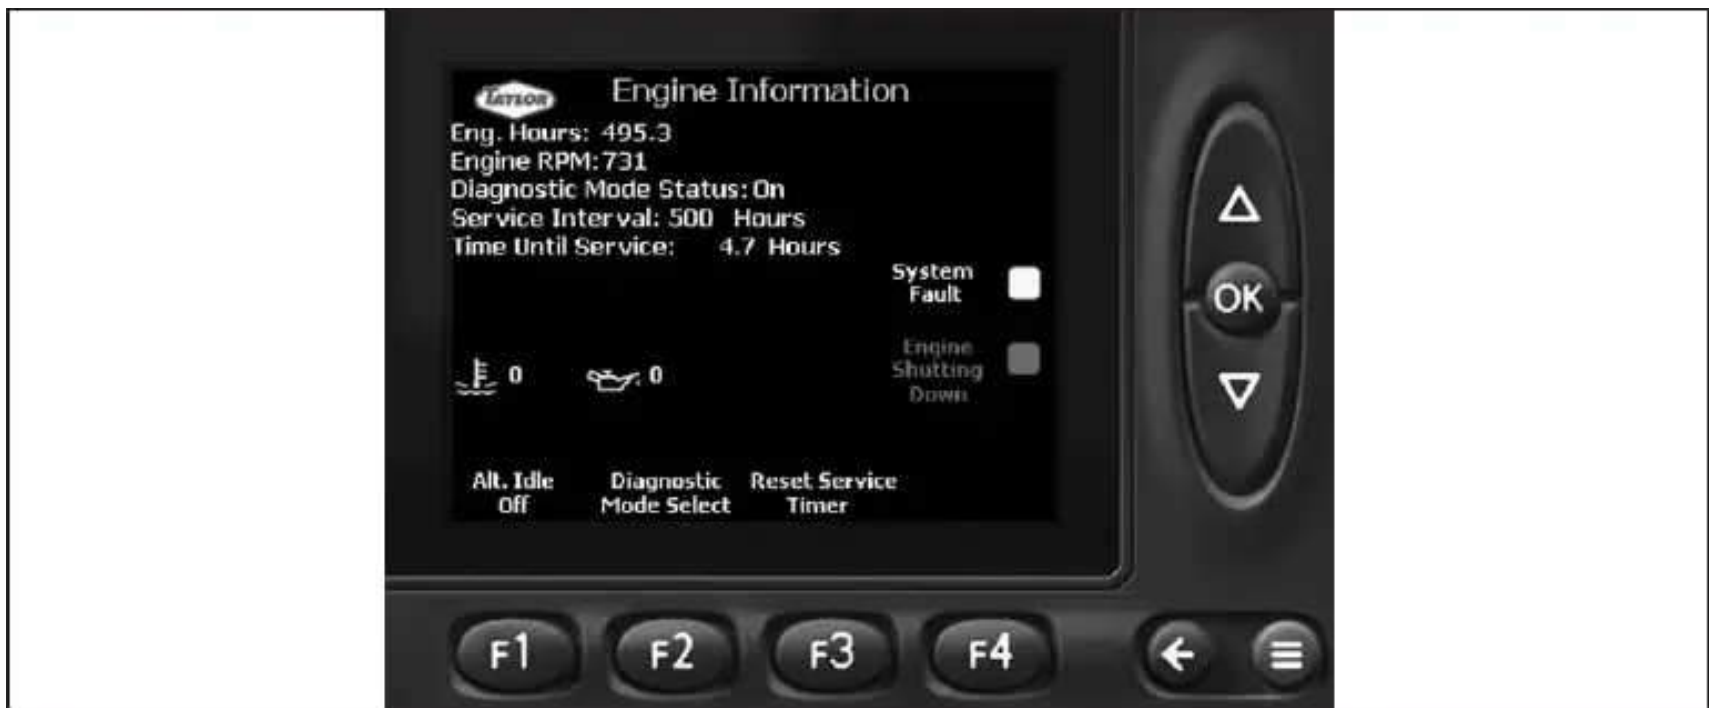 TAYLOR
Engine Information
Eng. Hours: 495.3
Engine RPM: 731
Diagnostic Mode Status: On
Service Interval: 500 Hours
Time Until Service: 4.7 Hours
System
Fault
Engine
Shutting
Down
0
0
Alt. Idle
Off
Diagnostic
Mode Select
Reset Service
Timer
OK
F1
F2
F3
F4